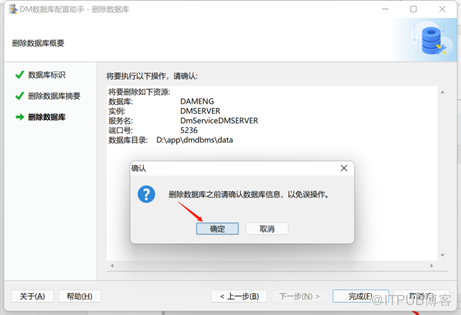 DM数据库配置助手 - 删除数据库
删除数据库概要
数据库标识
删除数据库摘要
删除数据库
将要执行以下操作，请确认:
将要删除如下资源:
数据库: DAMENG
实例: DMSERVER
服务名: DmServiceDMSERVER
端口号: 5236
数据库目录: D:\app\dmdbms\data
确认
删除数据库之前请确认数据库信息，以免误操作。
确定 取消
关于(A) 帮助(H) < 上一步(B) 下一步(N) > 完成(F)
@ITPUB博客